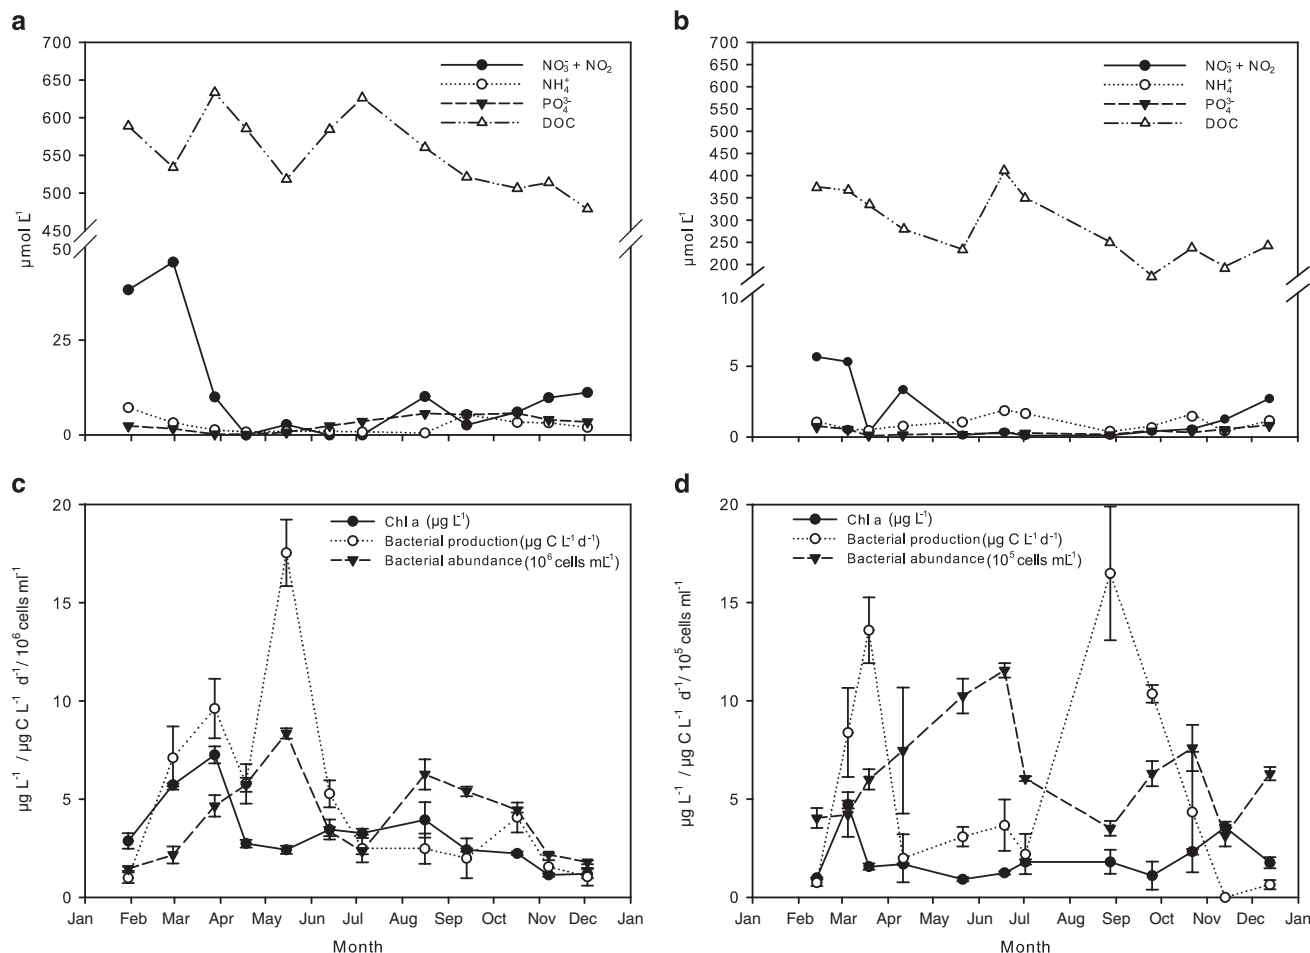 a
700
650
600
550
500
450
50
25
0
µmol L-1
NO3- + NO2
NH4+
PO43-
DOC
b
700
650
600
550
500
450
400
350
300
250
200
10
5
0
µmol L-1
NO3- + NO2
NH4+
PO43-
DOC
c
20
15
10
5
0
µg L-1 / µg C L-1 d-1 / 10^6 cells ml-1
Chl a (µg L-1)
Bacterial production (µg C L-1 d-1)
Bacterial abundance (10^6 cells mL-1)
Jan Feb Mar Apr May Jun Jul Aug Sep Oct Nov Dec Jan
Month
d
20
15
10
5
0
µg L-1 / µg C L-1 d-1 / 10^5 cells ml-1
Chl a (µg L-1)
Bacterial production (µg C L-1 d-1)
Bacterial abundance (10^5 cells mL-1)
Jan Feb Mar Apr May Jun Jul Aug Sep Oct Nov Dec Jan
Month